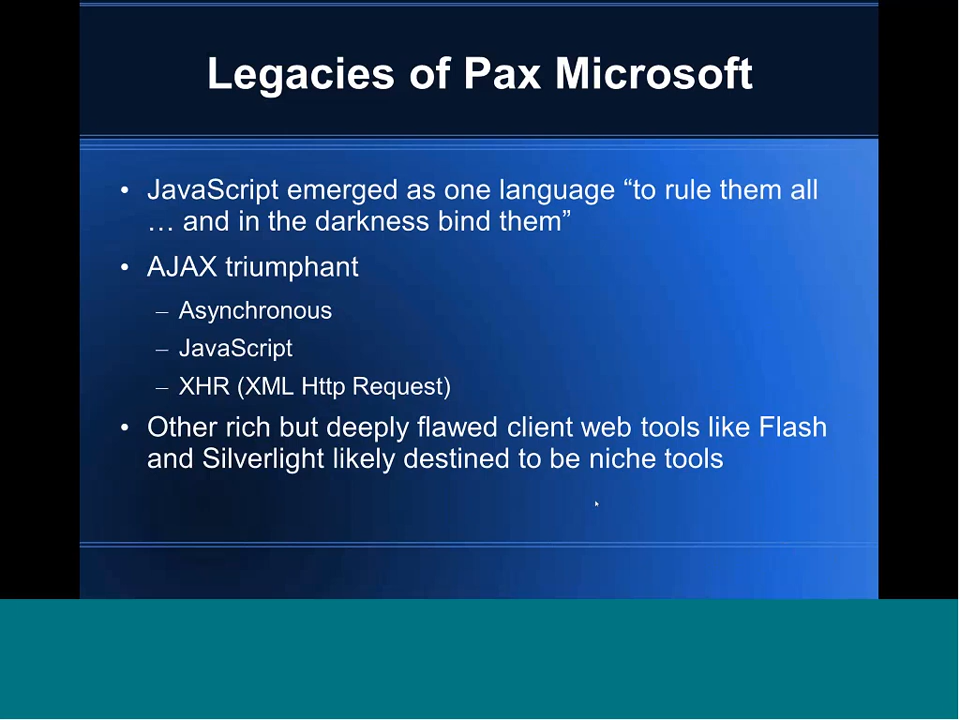 Legacies of Pax Microsoft
• JavaScript emerged as one language “to rule them all
… and in the darkness bind them”
• AJAX triumphant
– Asynchronous
– JavaScript
– XHR (XML Http Request)
• Other rich but deeply flawed client web tools like Flash
and Silverlight likely destined to be niche tools